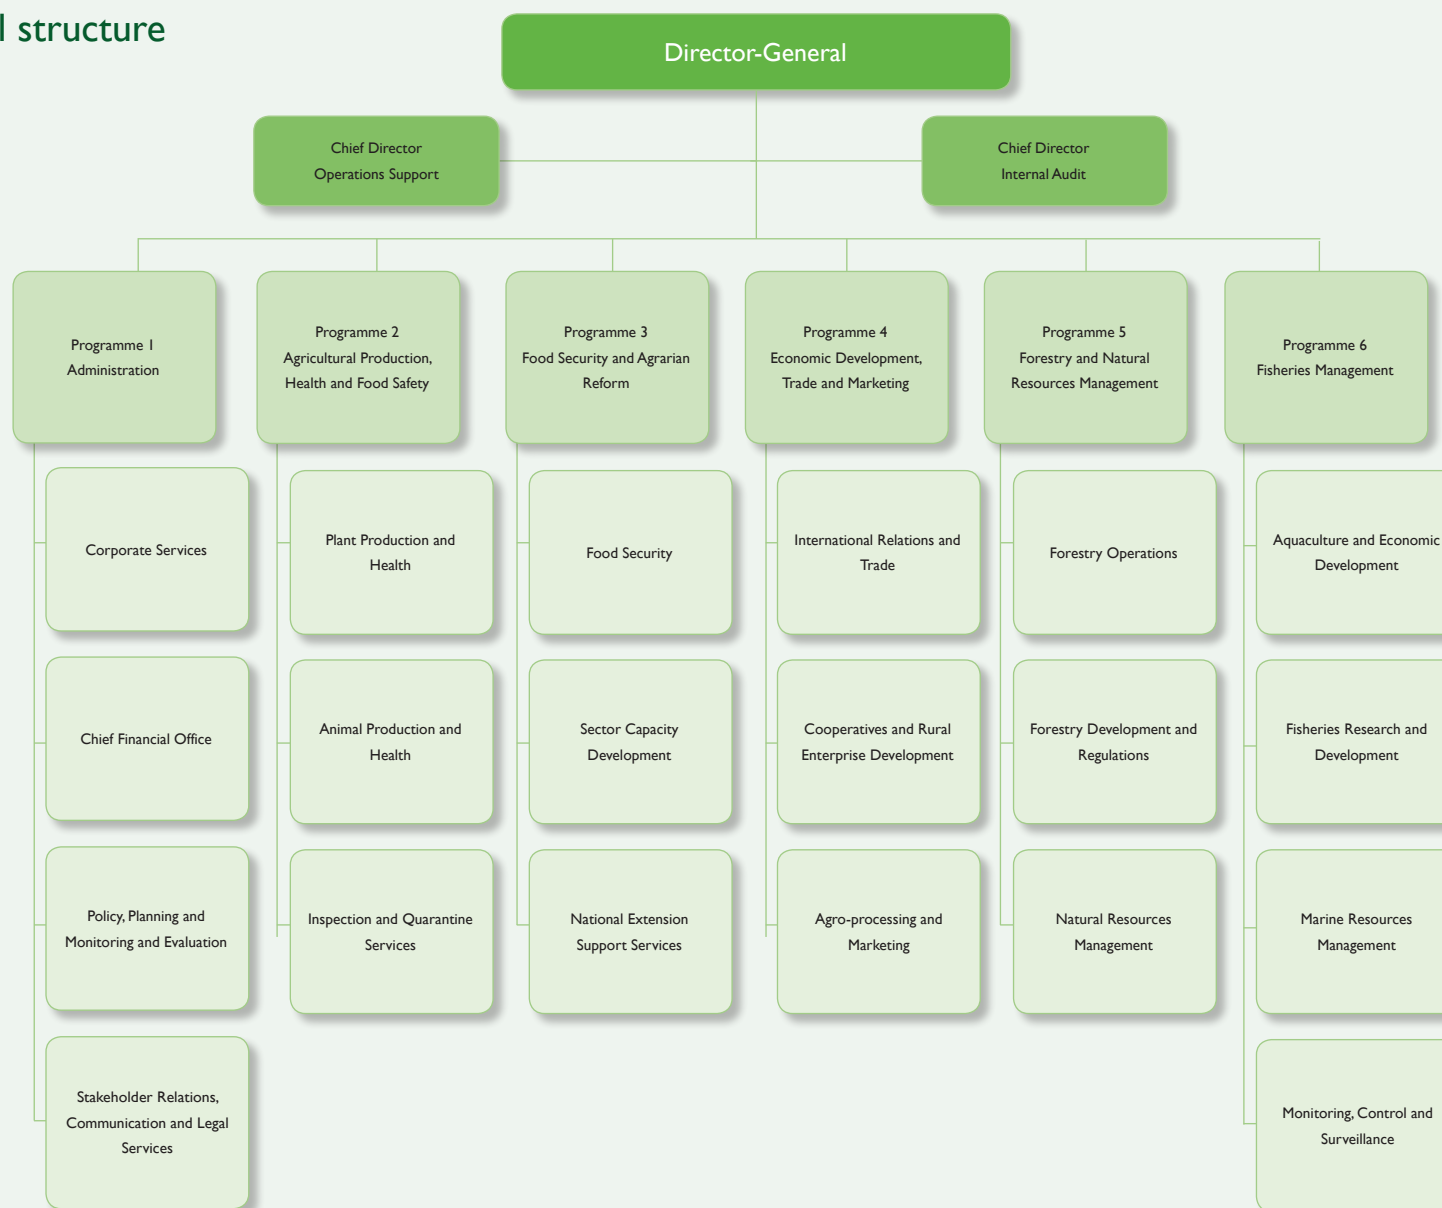 l structure
Director-General
Chief Director
Operations Support
Chief Director
Internal Audit
Programme 1
Administration
Programme 2
Agricultural Production,
Health and Food Safety
Programme 3
Food Security and Agrarian
Reform
Programme 4
Economic Development,
Trade and Marketing
Programme 5
Forestry and Natural
Resources Management
Programme 6
Fisheries Management
Corporate Services
Plant Production and
Health
Food Security
International Relations and
Trade
Forestry Operations
Aquaculture and Economic
Development
Chief Financial Office
Animal Production and
Health
Sector Capacity
Development
Cooperatives and Rural
Enterprise Development
Forestry Development and
Regulations
Fisheries Research and
Development
Policy, Planning and
Monitoring and Evaluation
Inspection and Quarantine
Services
National Extension
Support Services
Agro-processing and
Marketing
Natural Resources
Management
Marine Resources
Management
Stakeholder Relations,
Communication and Legal
Services
Monitoring, Control and
Surveillance